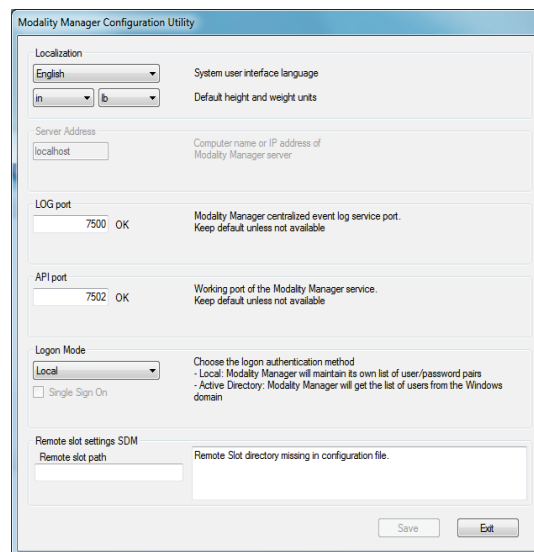 Modality Manager Configuration Utility
Localization
English
System user interface language
in
lb
Default height and weight units
Server Address
localhost
Computer name or IP address of
Modality Manager server
LOG port
7500 OK
Modality Manager centralized event log service port.
Keep default unless not available
API port
7502 OK
Working port of the Modality Manager service.
Keep default unless not available
Logon Mode
Local
Single Sign On
Choose the logon authentication method
- Local: Modality Manager will maintain its own list of user/password pairs
- Active Directory: Modality Manager will get the list of users from the Windows
domain
Remote slot settings SDM
Remote slot path
Remote Slot directory missing in configuration file.
Save
Exit